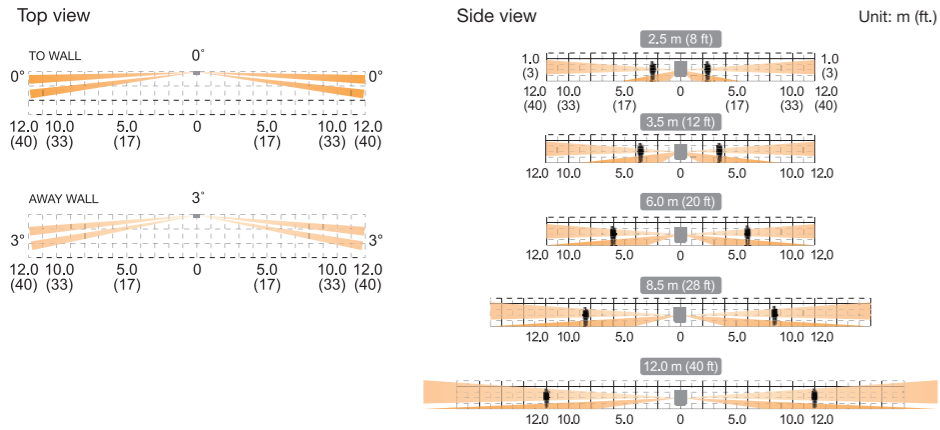 Top view
TO WALL
0°
0° 0°
12.0 10.0 5.0 0 5.0 10.0 12.0
(40) (33) (17) (17) (33) (40)
AWAY WALL
3°
3° 3°
12.0 10.0 5.0 0 5.0 10.0 12.0
(40) (33) (17) (17) (33) (40)
Side view
Unit: m (ft.)
2.5 m (8 ft)
1.0 1.0
(3) (3)
12.0 10.0 5.0 0 5.0 10.0 12.0
(40) (33) (17) (17) (33) (40)
3.5 m (12 ft)
12.0 10.0 5.0 0 5.0 10.0 12.0
6.0 m (20 ft)
12.0 10.0 5.0 0 5.0 10.0 12.0
8.5 m (28 ft)
12.0 10.0 5.0 0 5.0 10.0 12.0
12.0 m (40 ft)
12.0 10.0 5.0 0 5.0 10.0 12.0